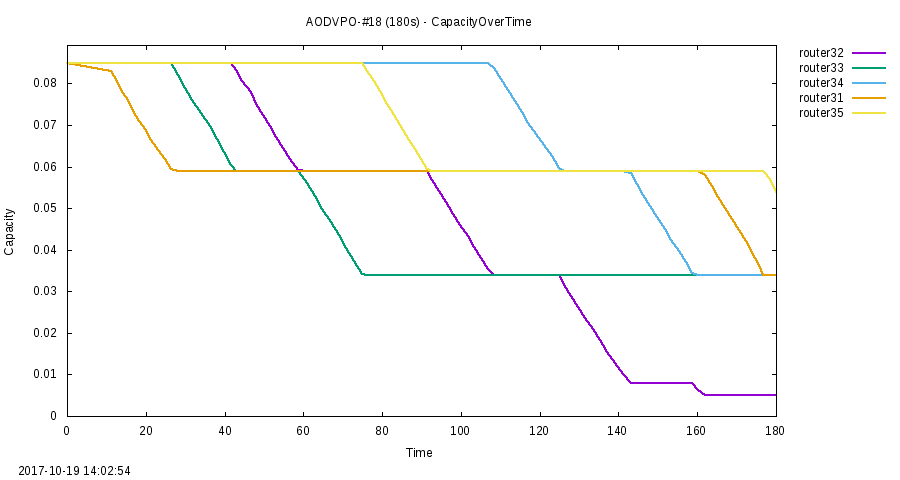 AODVPO-#18 (180s) - CapacityOverTime
router32
router33
router34
router31
router35
0.08
0.07
0.06
0.05
0.04
0.03
0.02
0.01
0
Capacity
0 20 40 60 80 100 120 140 160 180
Time
2017-10-19 14:02:54